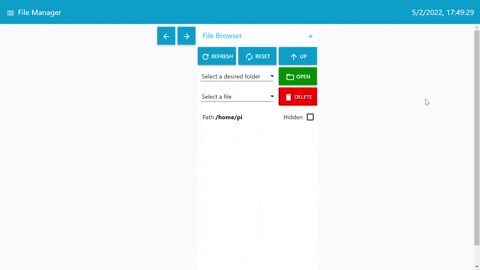 File Manager 5/2/2022, 17:49:29
File Browser
REFRESH RESET UP
Select a desired folder OPEN
Select a file DELETE
Path /home/pi Hidden